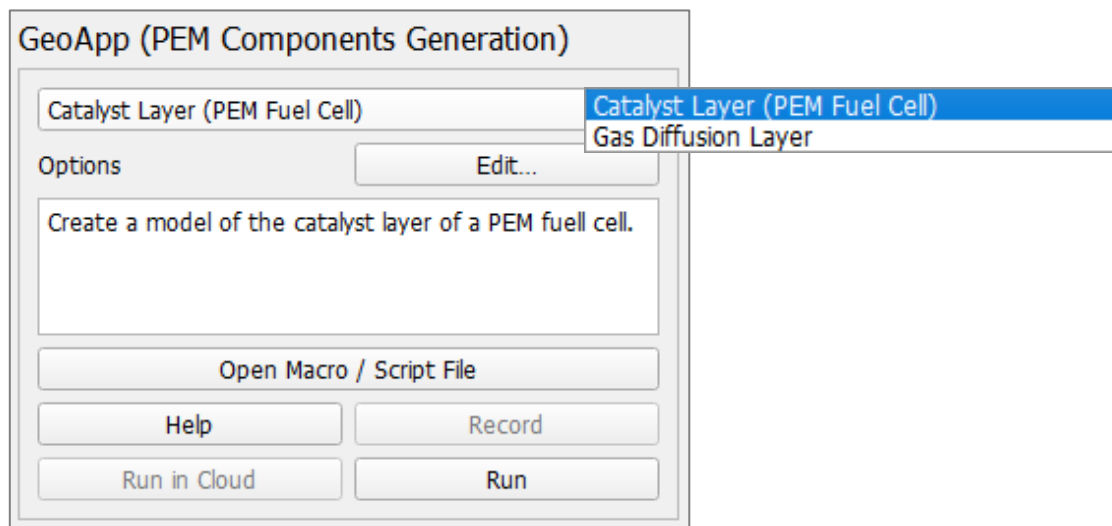 GeoApp (PEM Components Generation)
Catalyst Layer (PEM Fuel Cell)
Catalyst Layer (PEM Fuel Cell)
Gas Diffusion Layer
Options
Edit...
Create a model of the catalyst layer of a PEM fuell cell.
Open Macro / Script File
Help
Record
Run in Cloud
Run